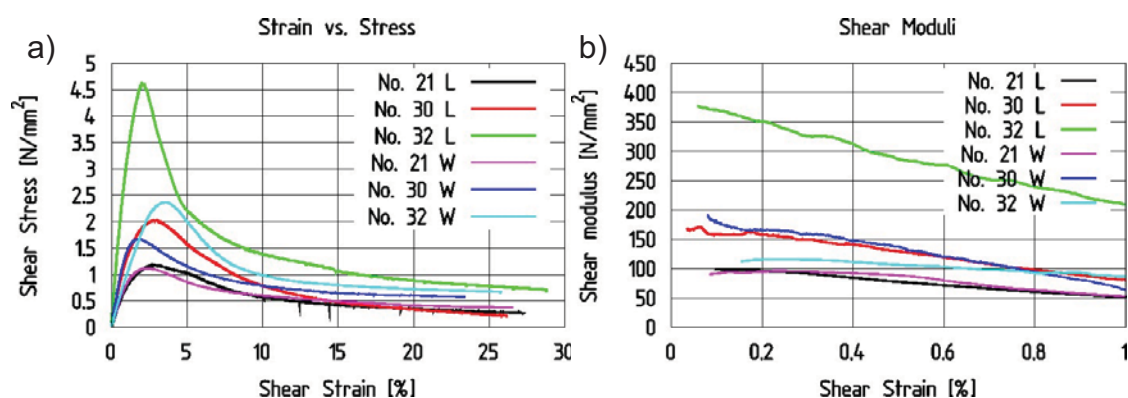 a)
Strain vs. Stress
Shear Stress [N/mm²]
5
4.5
4
3.5
3
2.5
2
1.5
1
0.5
0
0 5 10 15 20 25 30
Shear Strain [%]
No. 21 L
No. 30 L
No. 32 L
No. 21 W
No. 30 W
No. 32 W
b)
Shear Moduli
Shear modulus [N/mm²]
450
400
350
300
250
200
150
100
50
0
0 0.2 0.4 0.6 0.8 1
Shear Strain [%]
No. 21 L
No. 30 L
No. 32 L
No. 21 W
No. 30 W
No. 32 W